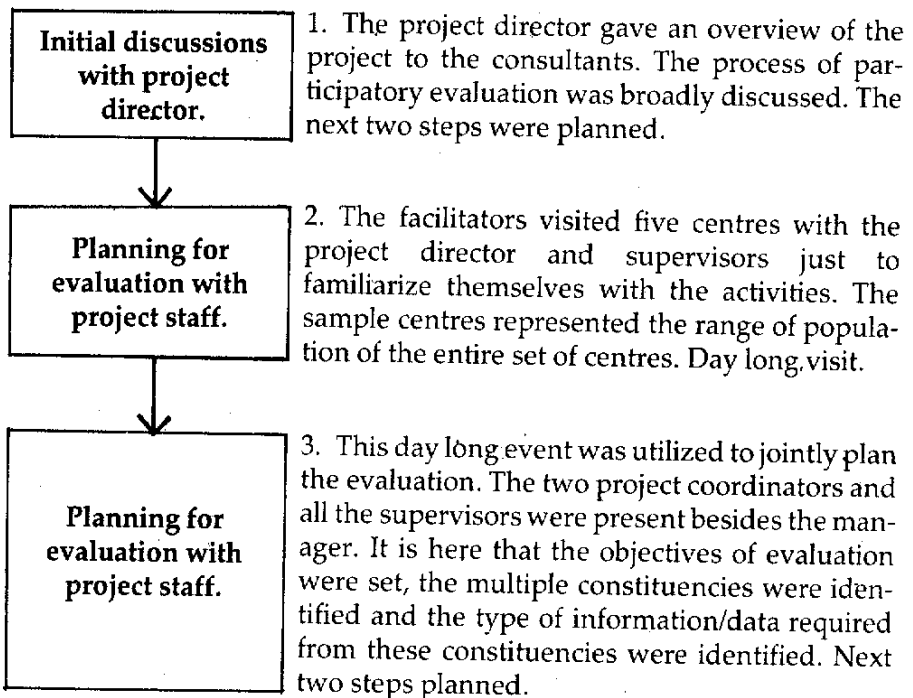 Initial discussions
with project
director.
1. The project director gave an overview of the
project to the consultants. The process of par-
ticipatory evaluation was broadly discussed. The
next two steps were planned.
Planning for
evaluation with
project staff.
2. The facilitators visited five centres with the
project director and supervisors just to
familiarize themselves with the activities. The
sample centres represented the range of popula-
tion of the entire set of centres. Day long visit.
Planning for
evaluation with
project staff.
3. This day long event was utilized to jointly plan
the evaluation. The two project coordinators and
all the supervisors were present besides the man-
ager. It is here that the objectives of evaluation
were set, the multiple constituencies were iden-
tified and the type of information/data required
from these constituencies were identified. Next
two steps planned.